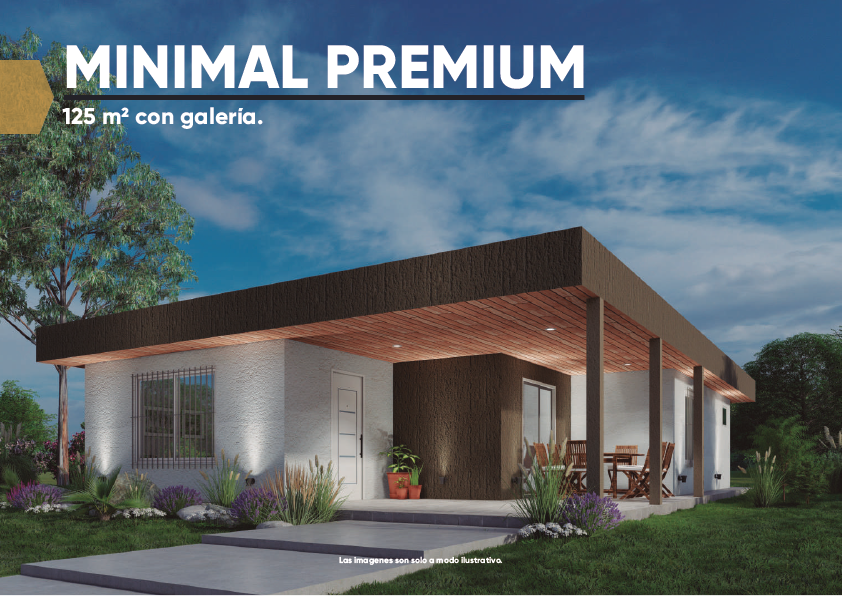 MINIMAL PREMIUM
125 m² con galería.
Las imagenes son solo a modo ilustrativo.